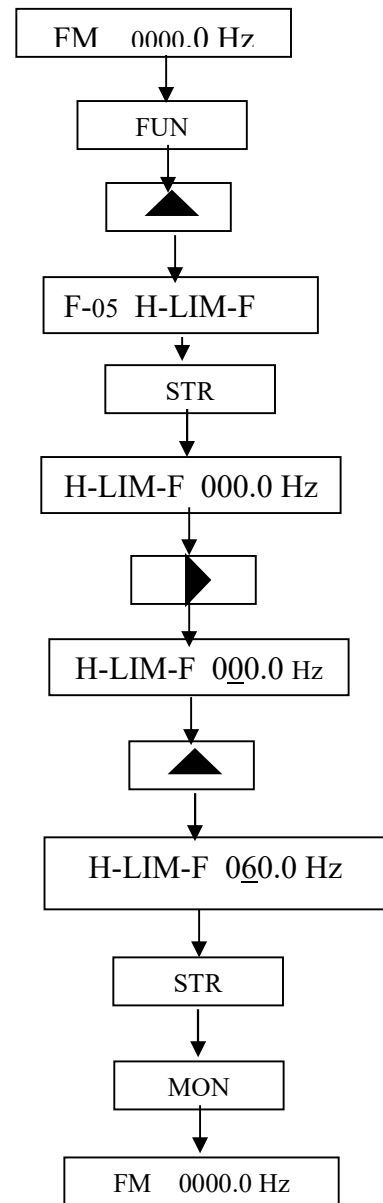 FM 0000.0 Hz
FUN
F-05 H-LIM-F
STR
H-LIM-F 000.0 Hz
H-LIM-F 000.0 Hz
H-LIM-F 060.0 Hz
STR
MON
FM 0000.0 Hz